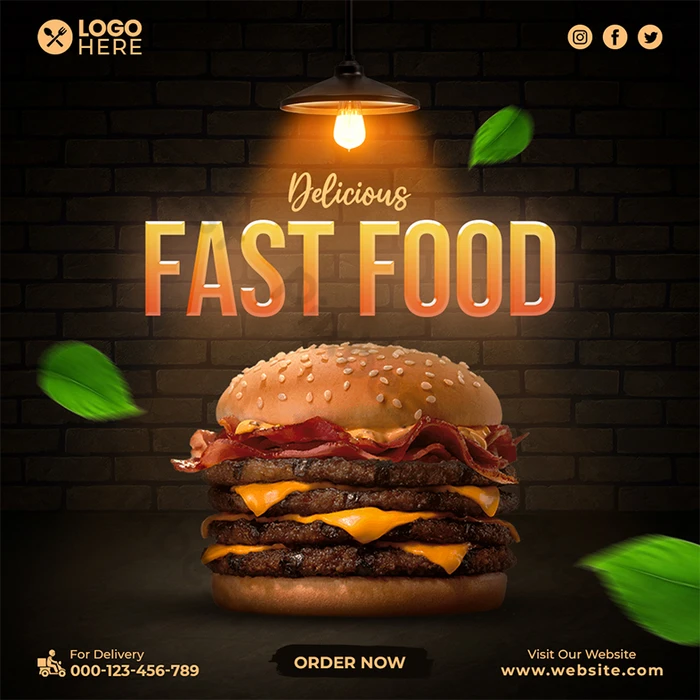 LOGO
HERE
Delicious
FAST FOOD
For Delivery
000-123-456-789
ORDER NOW
Visit Our Website
www.website.com